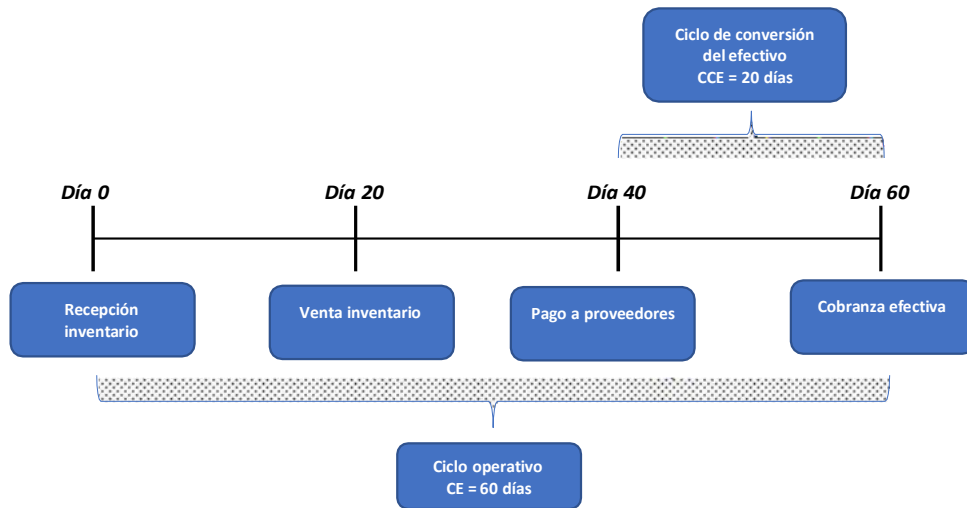 Ciclo de conversión
del efectivo
CCE = 20 días
Día 0
Día 20
Día 40
Día 60
Recepción
inventario
Venta inventario
Pago a proveedores
Cobranza efectiva
Ciclo operativo
CE = 60 días